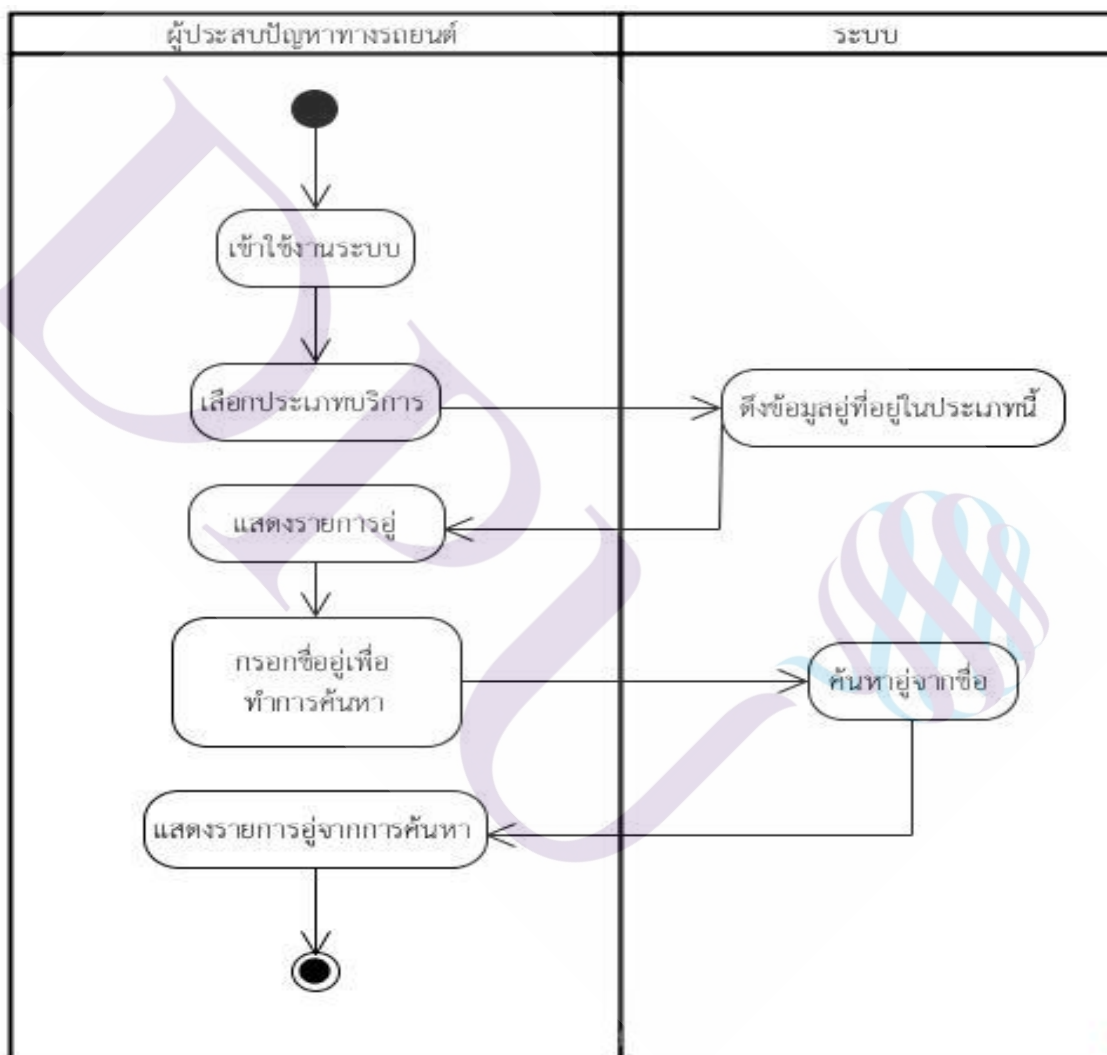 ผู้ประสบปัญหาทางรถยนต์
ระบบ
เข้าใช้งานระบบ
เลือกประเภทบริการ
ดึงข้อมูลอู่ที่อยู่ในประเภทนี้
แสดงรายการอู่
กรอกชื่ออู่เพื่อ
ทำการค้นหา
ค้นหาอู่จากชื่อ
แสดงรายการอู่จากการค้นหา
DPU